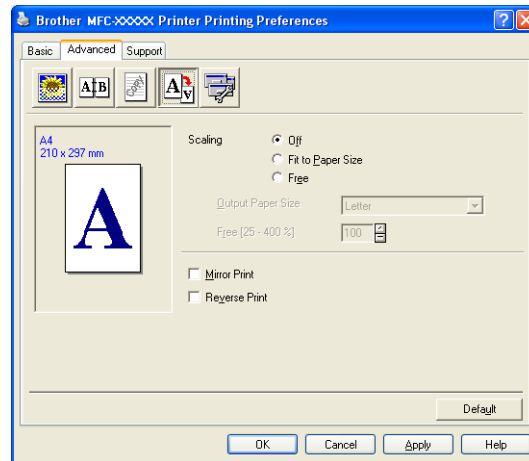 Brother MFC-XXXXX Printer Printing Preferences
Basic Advanced Support
A B
copy
A A
A4
210 x 297 mm
A
Scaling
Off
Fit to Paper Size
Free
Output Paper Size Letter
Free [25 - 400 %] 100
Mirror Print
Reverse Print
Default
OK Cancel Apply Help